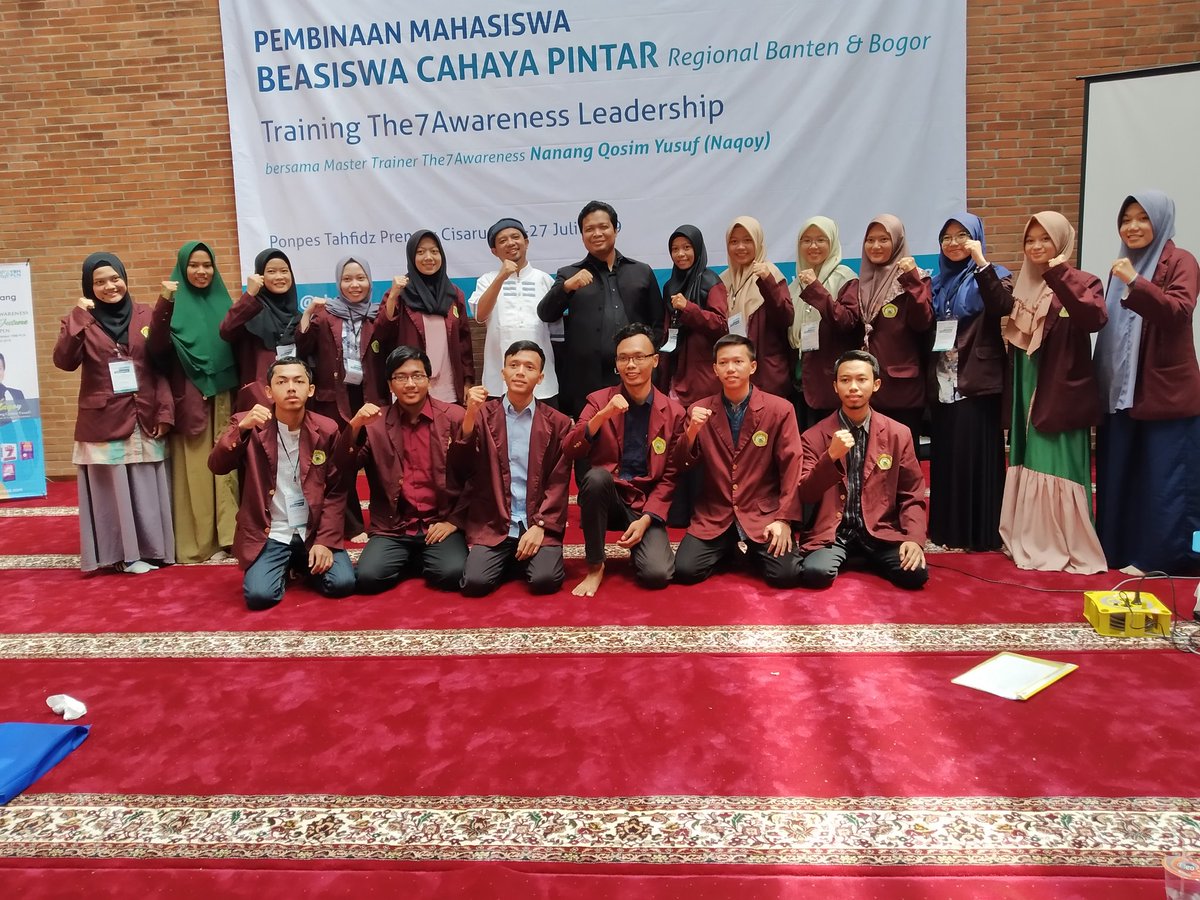 PEMBINAAN MAHASISWA
BEASISWA CAHAYA PINTAR Regional Banten & Bogor
Training The7Awareness Leadership
bersama Master Trainer The7Awareness Nanang Qosim Yusuf (Naqoy)
Ponpes Tahfidz Cisaru 27 Juli
ang